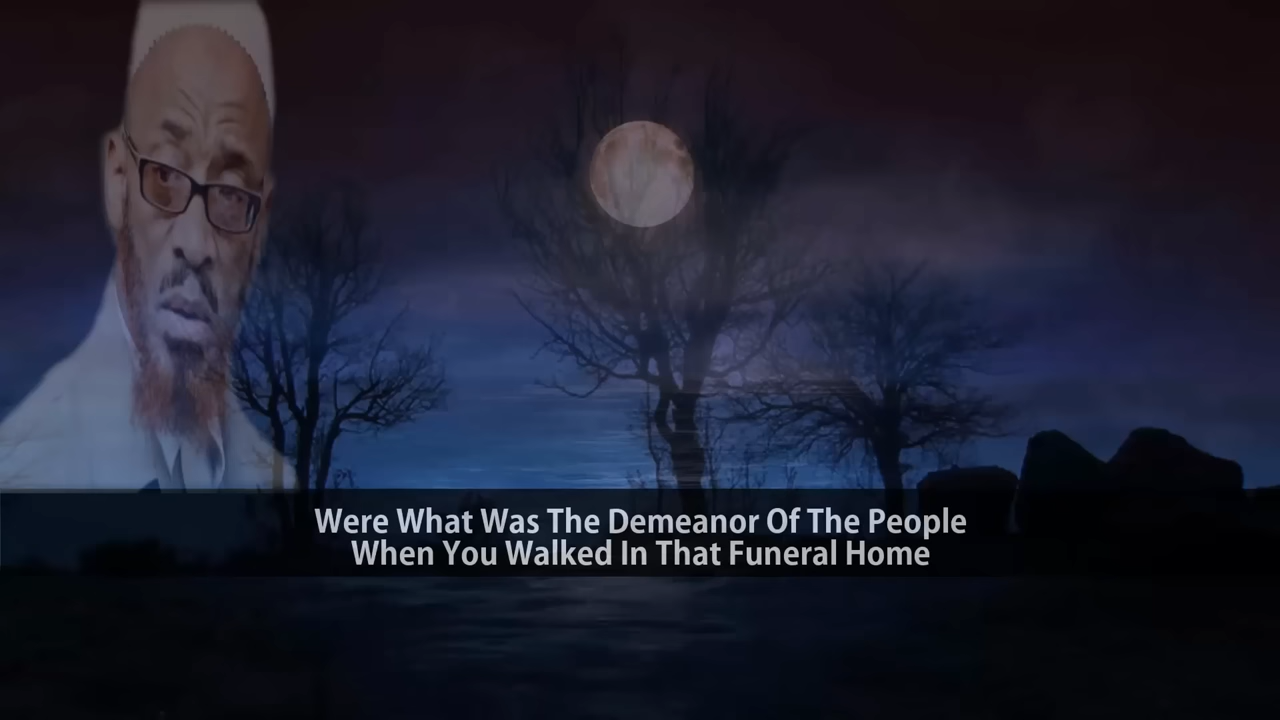 Were What Was The Demeanor Of The People
When You Walked In That Funeral Home